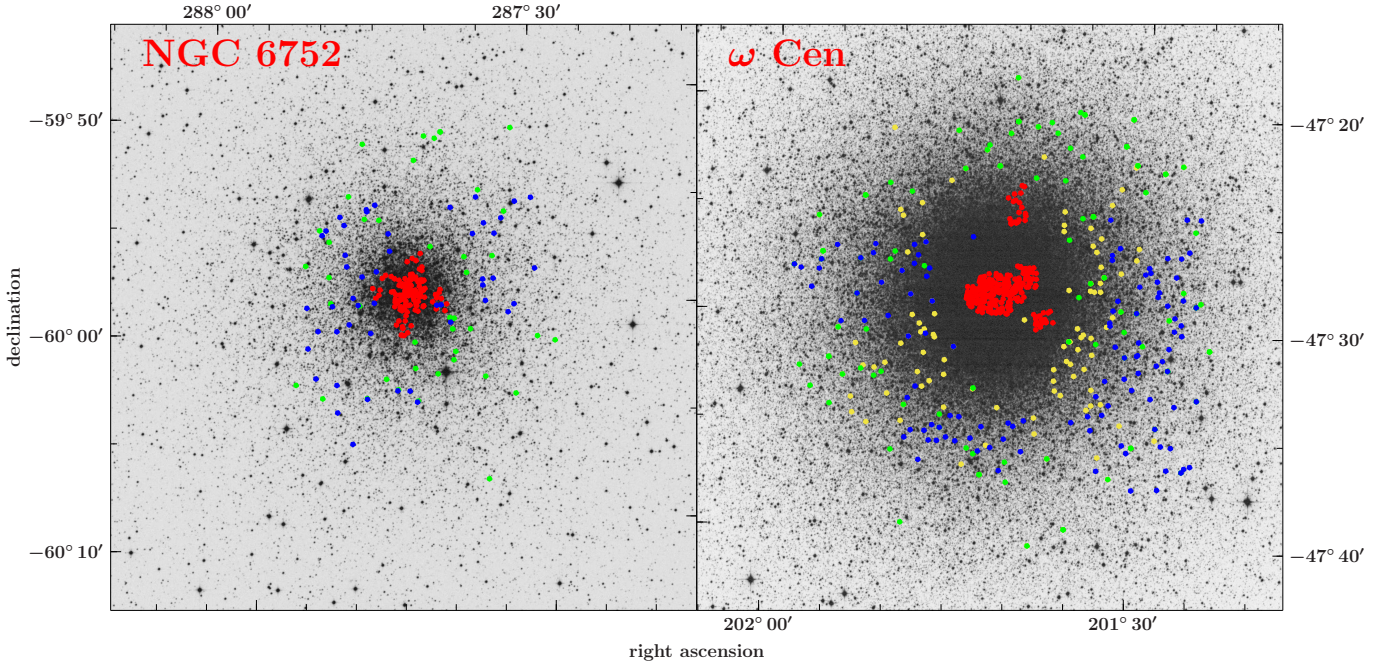 288° 00′
287° 30′
NGC 6752
ω Cen
−59° 50′
−60° 00′
−60° 10′
declination
−47° 20′
−47° 30′
−47° 40′
202° 00′
201° 30′
right ascension